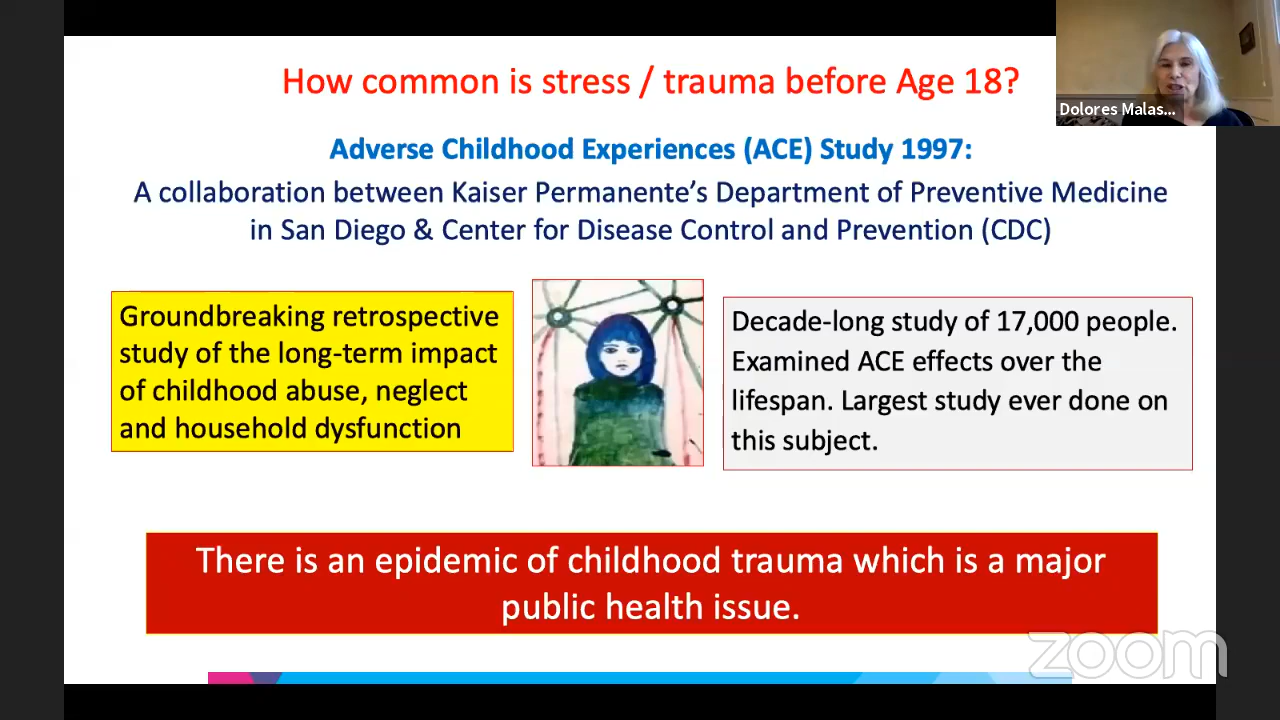 How common is stress / trauma before Age 18?
Dolores Malas...
Adverse Childhood Experiences (ACE) Study 1997:
A collaboration between Kaiser Permanente’s Department of Preventive Medicine
in San Diego & Center for Disease Control and Prevention (CDC)
Groundbreaking retrospective
study of the long-term impact
of childhood abuse, neglect
and household dysfunction
Decade-long study of 17,000 people.
Examined ACE effects over the
lifespan. Largest study ever done on
this subject.
There is an epidemic of childhood trauma which is a major
public health issue.
zoom